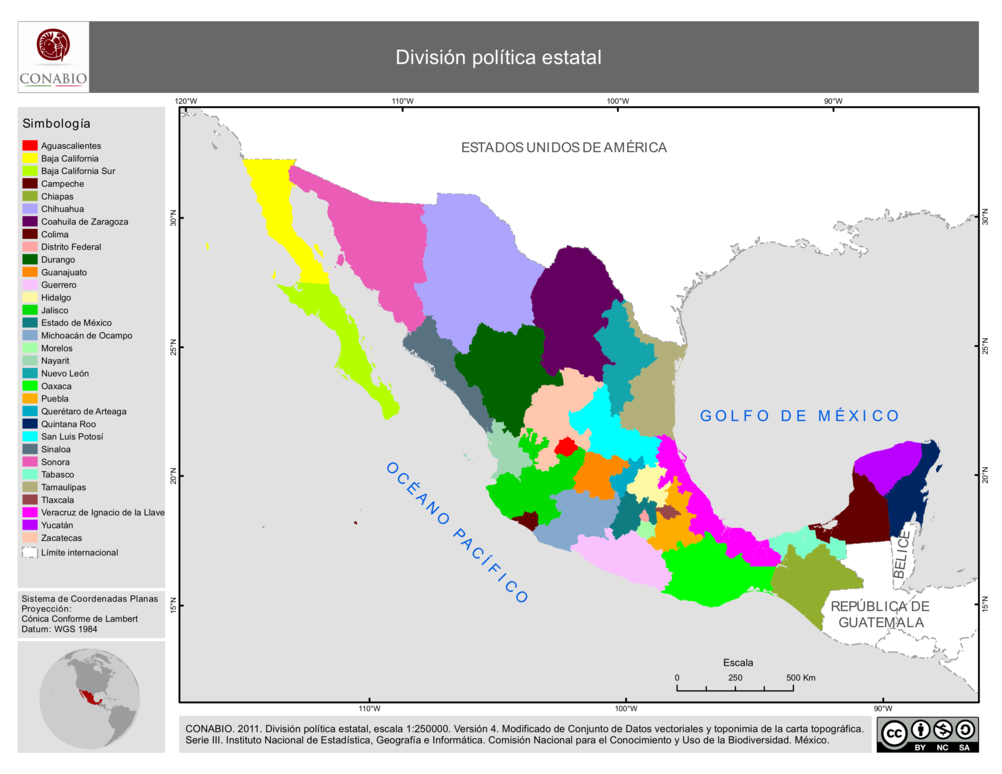 CONABIO
División política estatal
120°W
110°W
100°W
90°W
Simbología
Aguascalientes
Baja California
Baja California Sur
Campeche
Chiapas
Chihuahua
Coahuila de Zaragoza
Colima
Distrito Federal
Durango
Guanajuato
Guerrero
Hidalgo
Jalisco
Estado de México
Michoacán de Ocampo
Morelos
Nayarit
Nuevo León
Oaxaca
Puebla
Querétaro de Arteaga
Quintana Roo
San Luis Potosí
Sinaloa
Sonora
Tabasco
Tamaulipas
Tlaxcala
Veracruz de Ignacio de la Llave
Yucatán
Zacatecas
Límite internacional
Sistema de Coordenadas Planas
Proyección:
Cónica Conforme de Lambert
Datum: WGS 1984
ESTADOS UNIDOS DE AMÉRICA
30°N
30°N
25°N
25°N
GOLFO DE MÉXICO
20°N
20°N
OCÉANO PACÍFICO
BELICE
15°N
15°N
REPÚBLICA DE
GUATEMALA
Escala
0 250 500 Km
110°W
100°W
90°W
CONABIO. 2011. División política estatal, escala 1:250000. Versión 4. Modificado de Conjunto de Datos vectoriales y toponimia de la carta topográfica.
Serie III. Instituto Nacional de Estadística, Geografía e Informática. Comisión Nacional para el Conocimiento y Uso de la Biodiversidad. México.
cc
BY NC SA